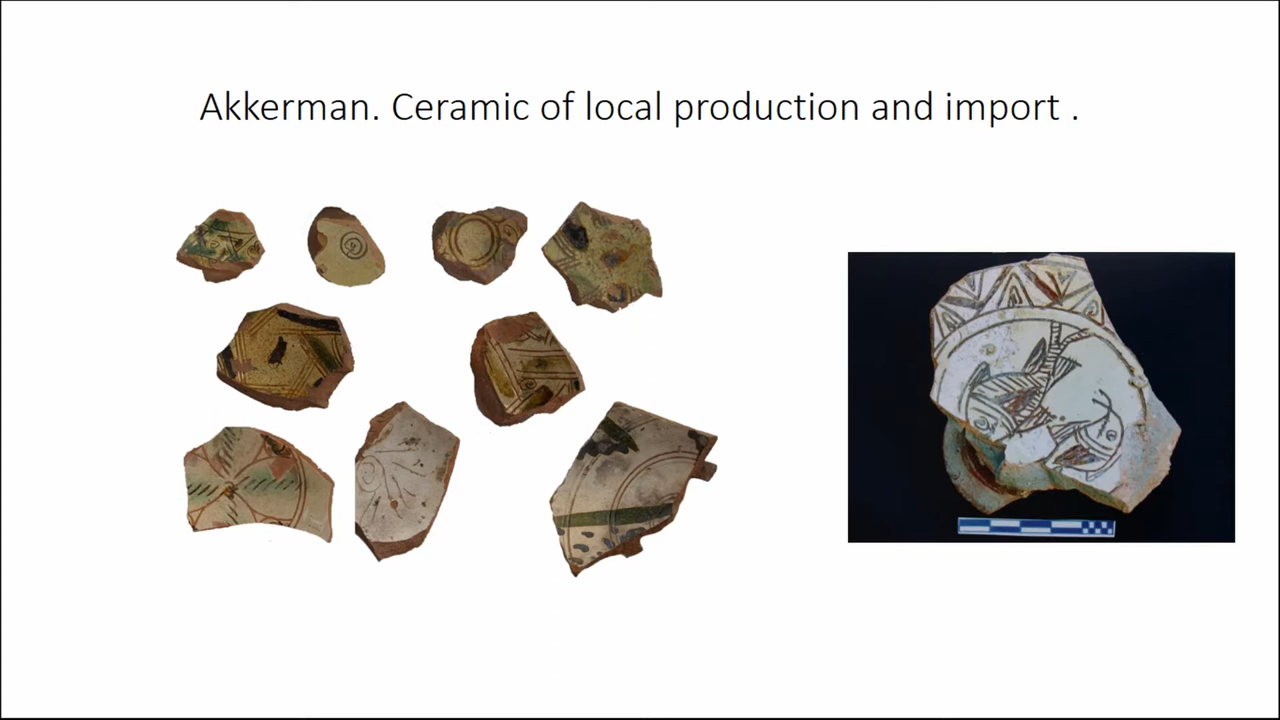 Akkerman. Ceramic of local production and import .